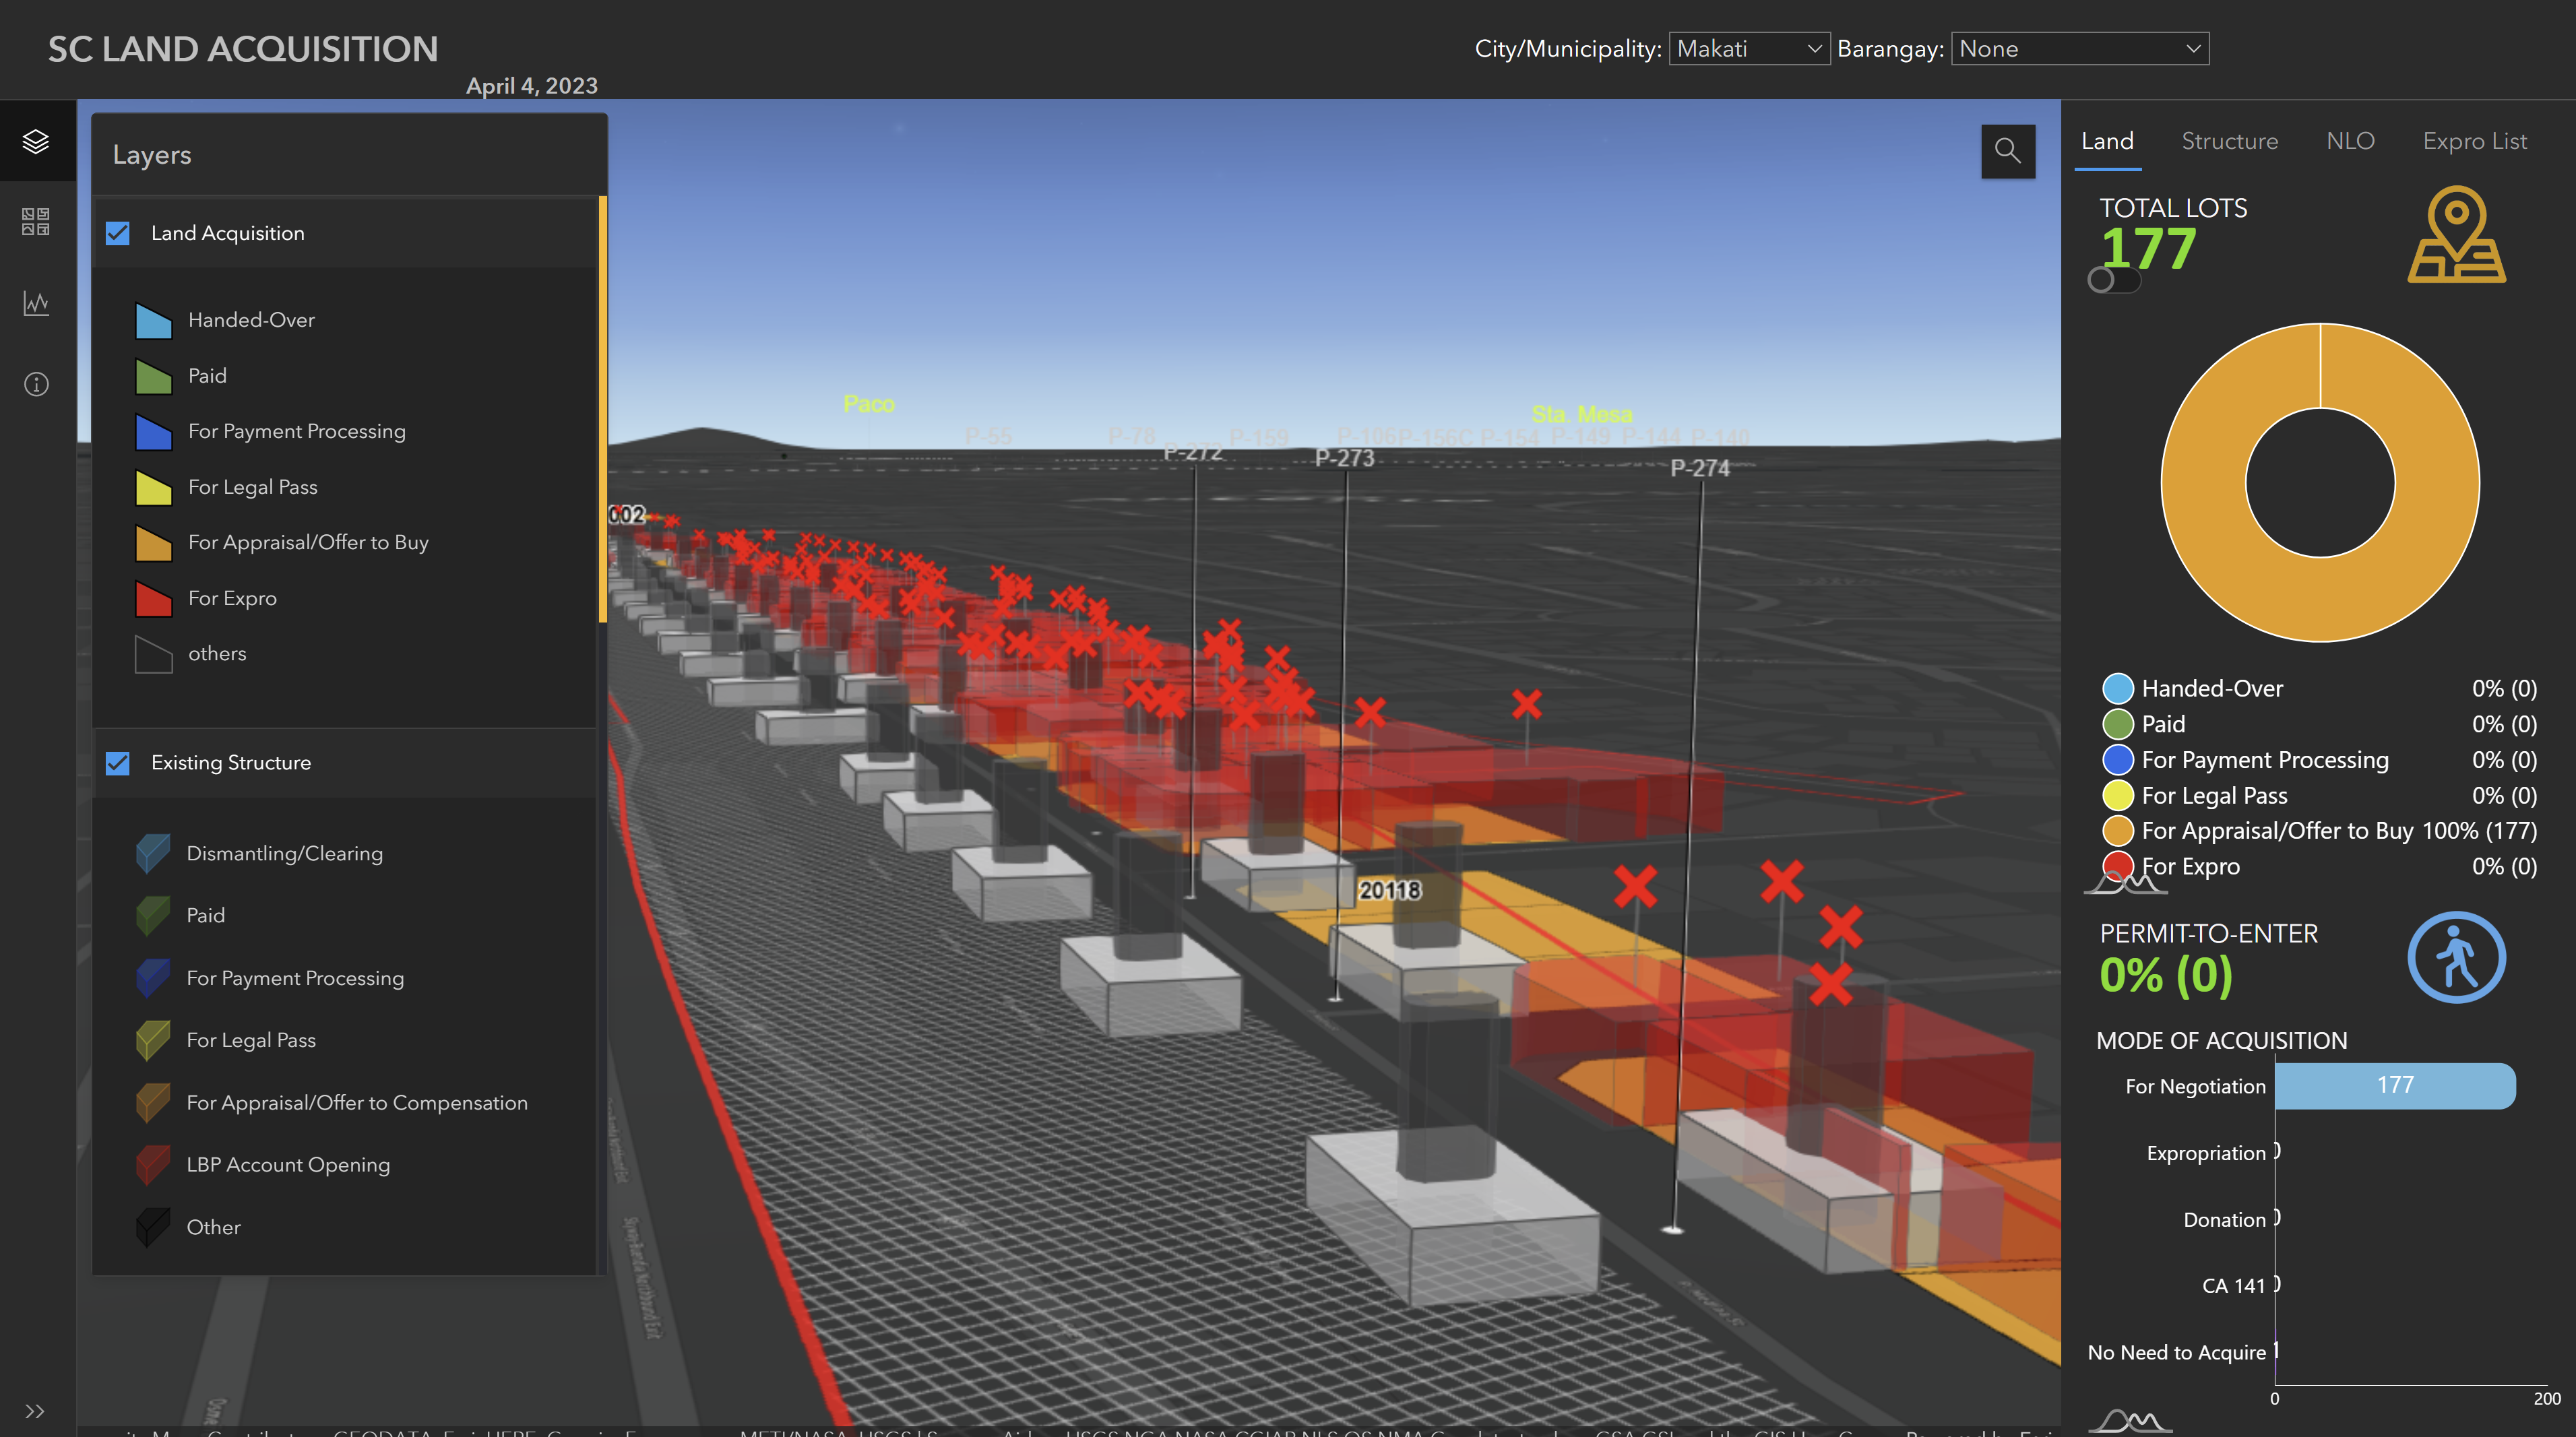 SC LAND ACQUISITION
April 4, 2023
City/Municipality: Makati Barangay: None
Layers
Land Acquisition
Handed-Over
Paid
For Payment Processing
For Legal Pass
For Appraisal/Offer to Buy
For Expro
others
Existing Structure
Dismantling/Clearing
Paid
For Payment Processing
For Legal Pass
For Appraisal/Offer to Compensation
LBP Account Opening
Other
Paco
Sta. Mesa
P-55 P-78 P-159 P-106 P-156C P-154 P-149 P-144 P-140
P-272 P-273 P-274
002
20118
Land Structure NLO Expro List
TOTAL LOTS
177
Handed-Over 0% (0)
Paid 0% (0)
For Payment Processing 0% (0)
For Legal Pass 0% (0)
For Appraisal/Offer to Buy 100% (177)
For Expro 0% (0)
PERMIT-TO-ENTER
0% (0)
MODE OF ACQUISITION
For Negotiation 177
Expropriation 0
Donation 0
CA 141 0
No Need to Acquire 1
0 200